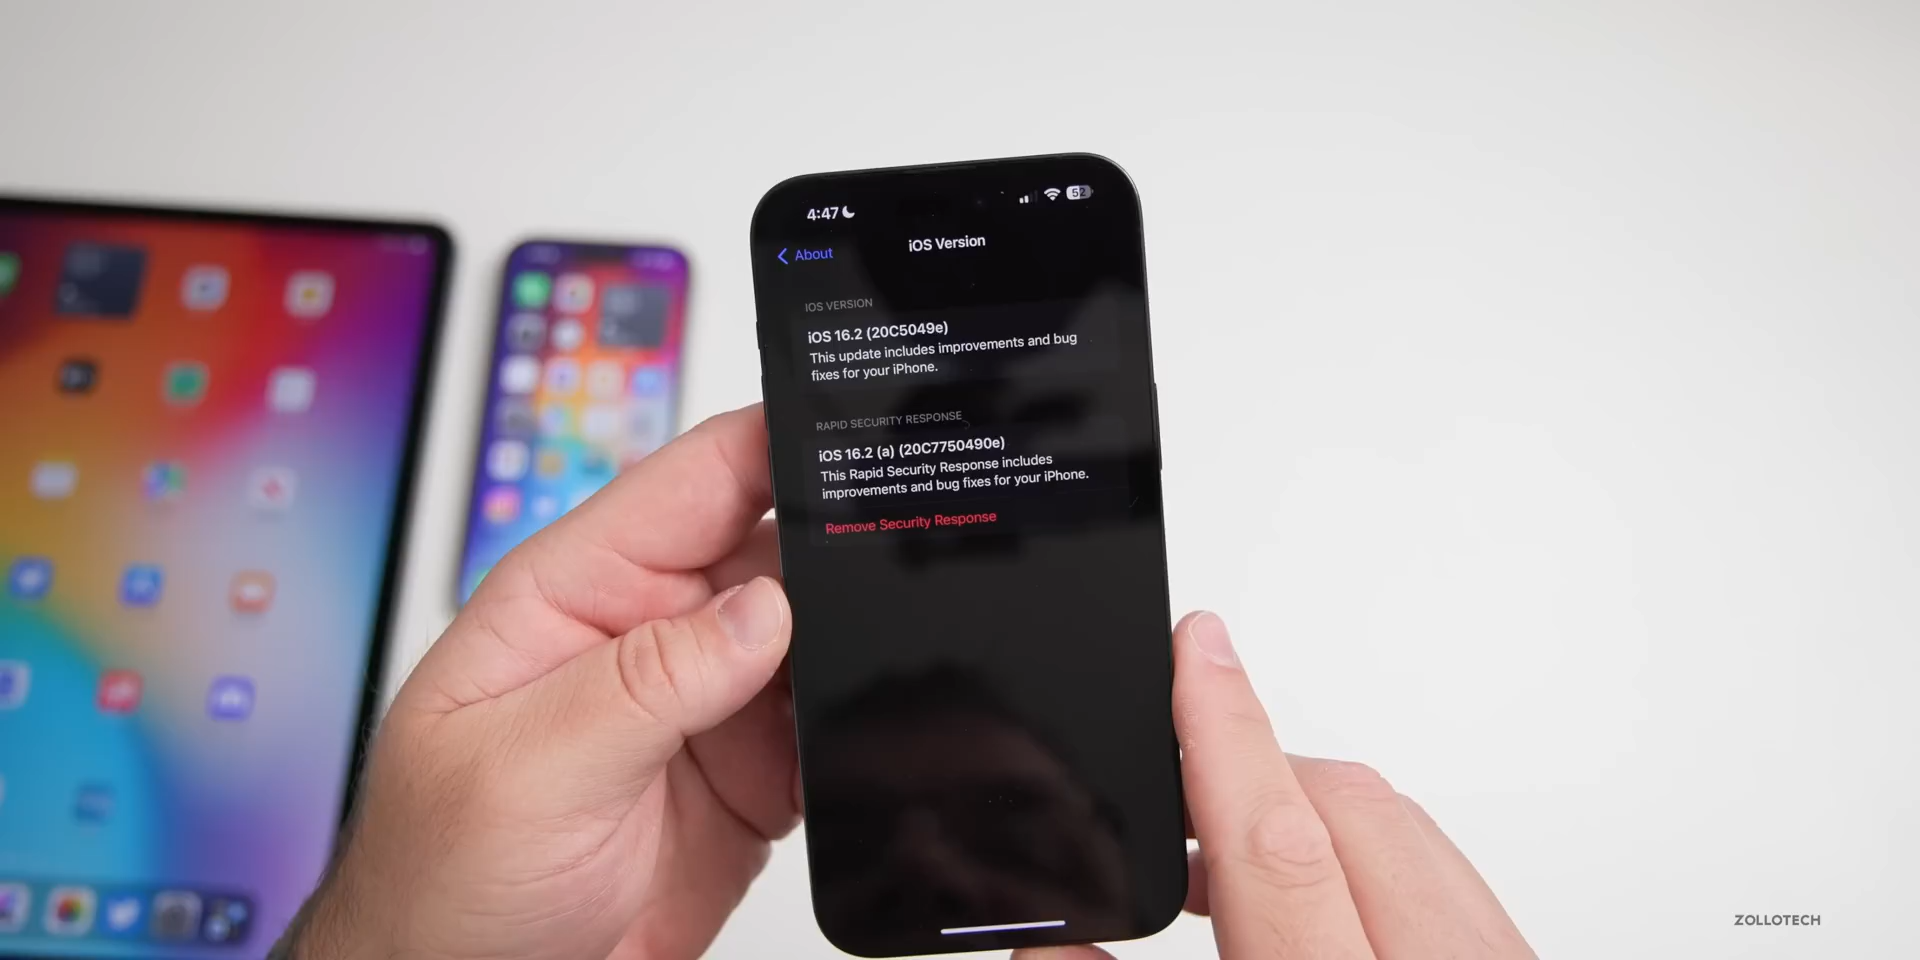 4:47
52
About
iOS Version
IOS VERSION
iOS 16.2 (20C5049e)
This update includes improvements and bug
fixes for your iPhone.
RAPID SECURITY RESPONSE
iOS 16.2 (a) (20C7750490e)
This Rapid Security Response includes
improvements and bug fixes for your iPhone.
Remove Security Response
ZOLLOTECH